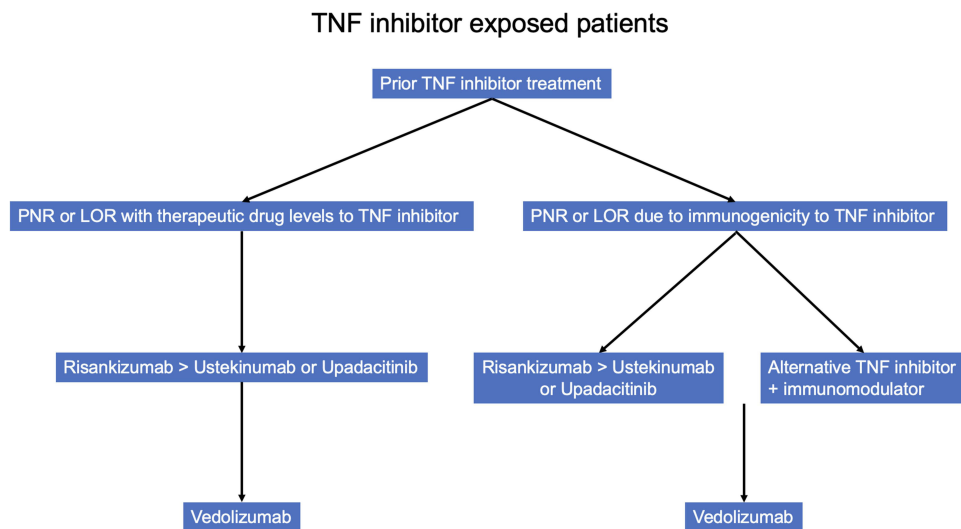 TNF inhibitor exposed patients
Prior TNF inhibitor treatment
PNR or LOR with therapeutic drug levels to TNF inhibitor
PNR or LOR due to immunogenicity to TNF inhibitor
Risankizumab > Ustekinumab or Upadacitinib
Risankizumab > Ustekinumab
or Upadacitinib
Alternative TNF inhibitor
+ immunomodulator
Vedolizumab
Vedolizumab